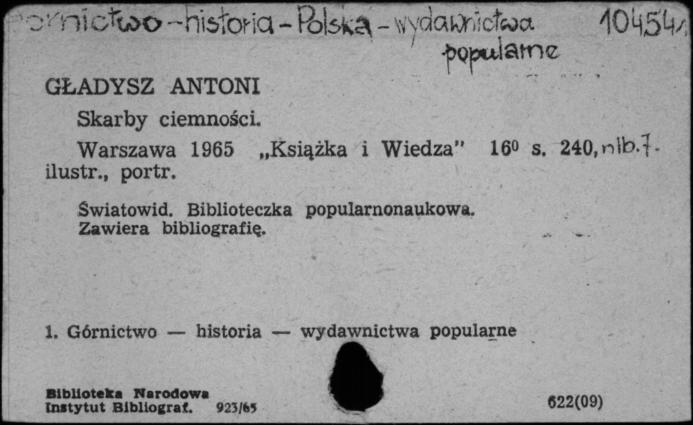 Górnictwo - historia - Polska - wydawnictwa popularne
10454
GŁADYSZ ANTONI
Skarby ciemności.
Warszawa 1965 „Książka i Wiedza" 16⁰ s. 240, nlb. 7.
ilustr., portr.
Światowid. Biblioteczka popularnonaukowa.
Zawiera bibliografię.
1. Górnictwo — historia — wydawnictwa popularne
Biblioteka Narodowa
Instytut Bibliograf. 923/65
622(09)